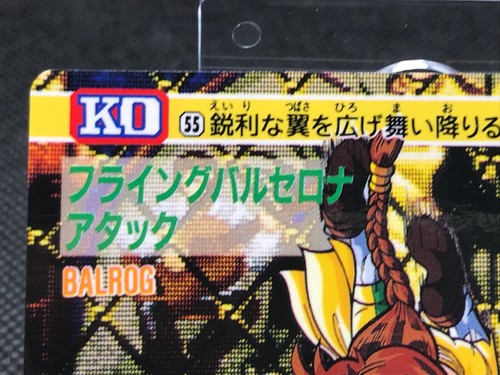 KO
55 鋭利な翼を広げ舞い降りる
えいり つばさ ひろ ま お
フライングバルセロナ
アタック
BALROG